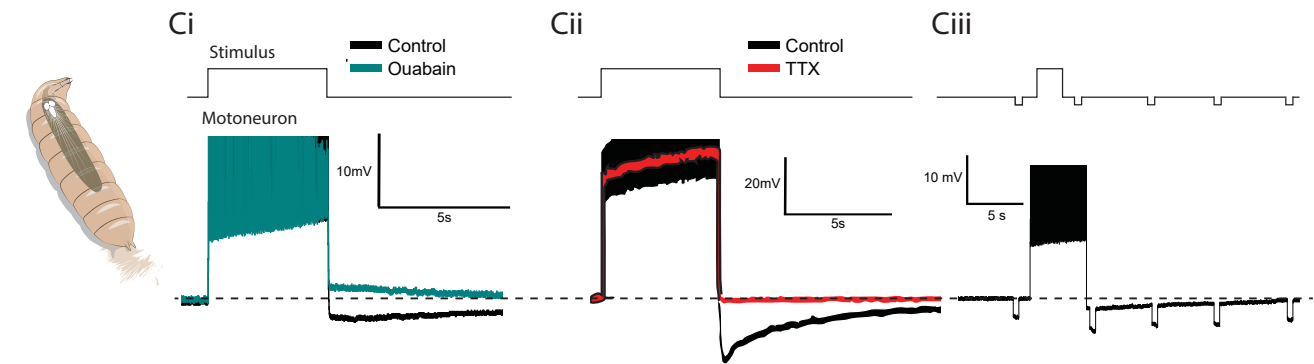 Ci
Stimulus
Control
Ouabain
Motoneuron
10mV
5s
Cii
Control
TTX
20mV
5s
Ciii
10 mV
5 s